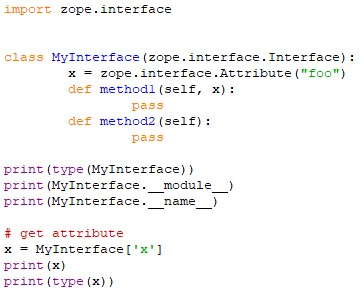 import zope.interface
class MyInterface(zope.interface.Interface):
x = zope.interface.Attribute("foo")
def method1(self, x):
pass
def method2(self):
pass
print(type(MyInterface))
print(MyInterface.__module__)
print(MyInterface.__name__)
# get attribute
x = MyInterface['x']
print(x)
print(type(x))